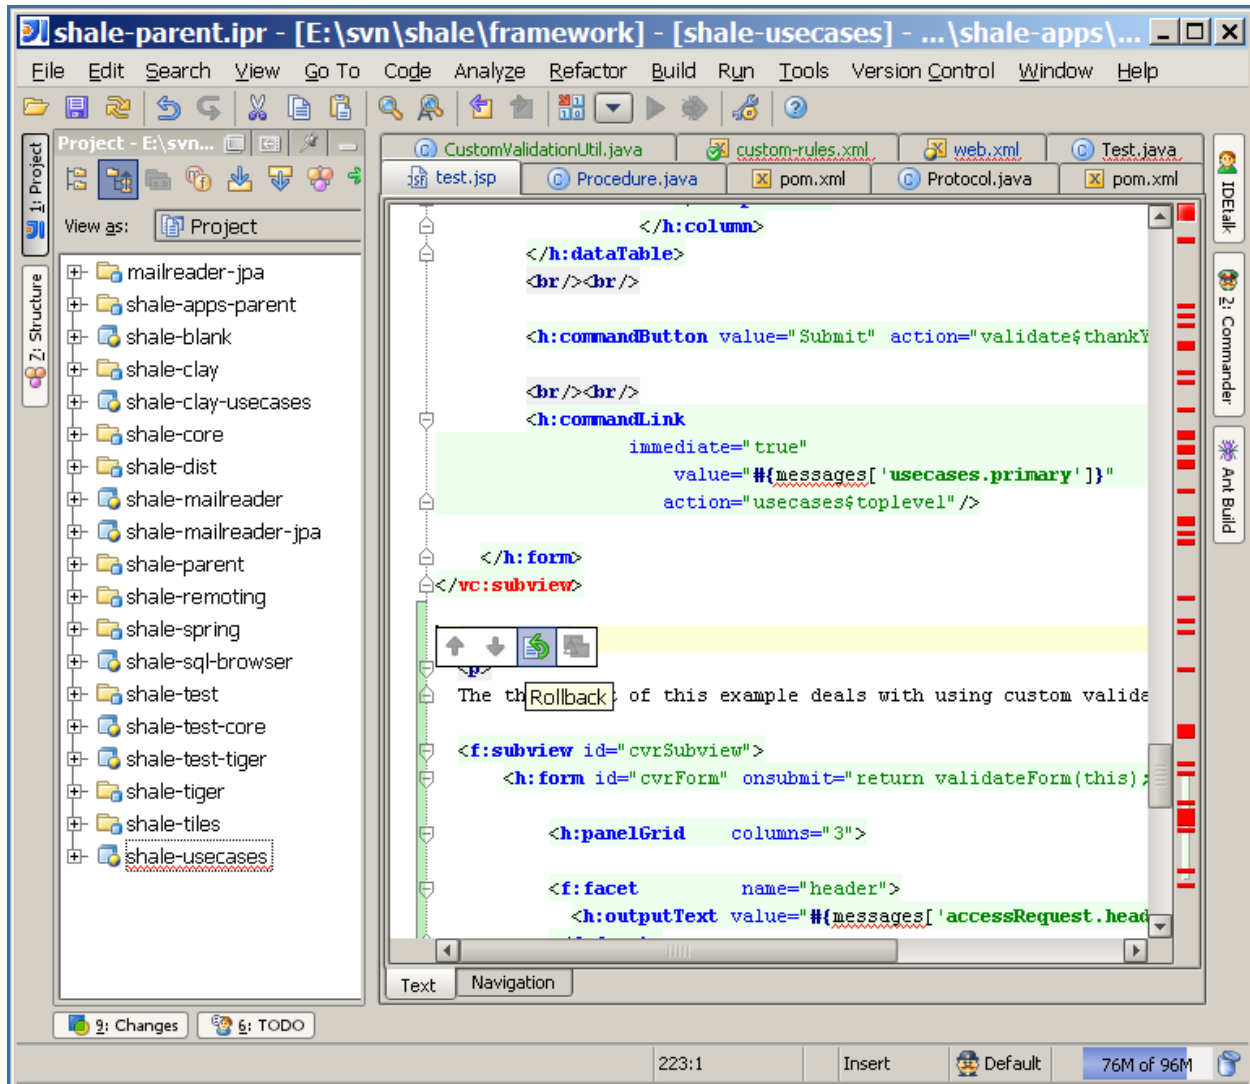 shale-parent.ipr - [E:\svn\shale\framework] - [shale-usecases] - ...\shale-apps\...
File Edit Search View Go To Code Analyze Refactor Build Run Tools Version Control Window Help
1: Project
Z: Structure
Project - E:\svn...
View as: Project
mailreader-jpa
shale-apps-parent
shale-blank
shale-clay
shale-clay-usecases
shale-core
shale-dist
shale-mailreader
shale-mailreader-jpa
shale-parent
shale-remoting
shale-spring
shale-sql-browser
shale-test
shale-test-core
shale-test-tiger
shale-tiger
shale-tiles
shale-usecases
CustomValidationUtil.java custom-rules.xml web.xml Test.java
test.jsp Procedure.java pom.xml Protocol.java pom.xml
</h:column>
</h:dataTable>
<br/><br/>
<h:commandButton value="Submit" action="validate$thankY
<br/><br/>
<h:commandLink
immediate="true"
value="#{messages['usecases.primary']}"
action="usecases$toplevel"/>
</h:form>
</vc:subview>
<p>
The th
Rollback
of this example deals with using custom valida
<f:subview id="cvrSubview">
<h:form id="cvrForm" onsubmit="return validateForm(this);
<h:panelGrid columns="3">
<f:facet name="header">
<h:outputText value="#{messages['accessRequest.head
Text Navigation
IDEtalk
2: Commander
Ant Build
9: Changes 6: TODO
223:1 Insert Default 76M of 96M